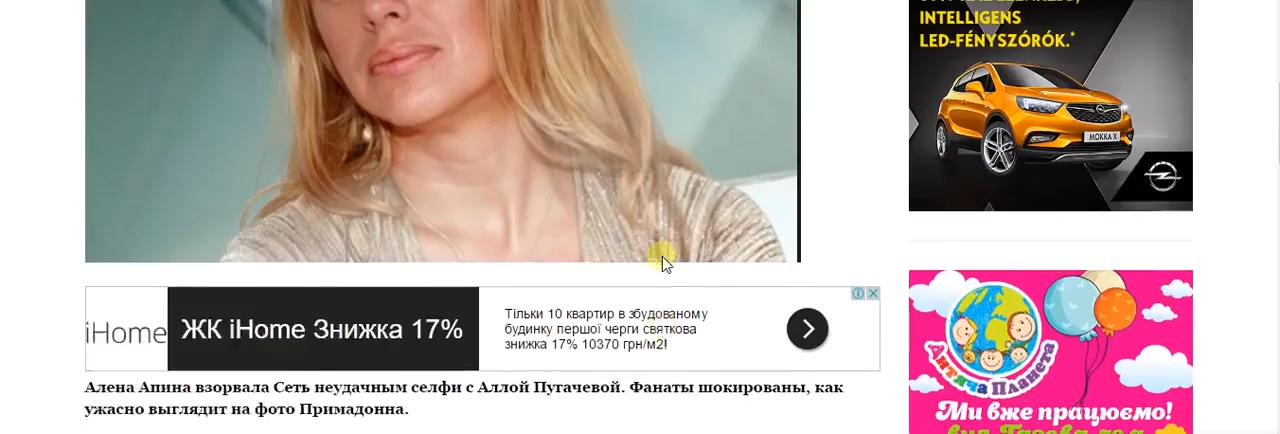 INTELLIGENS
LED-FÉNYSZÓRÓK.*
MOKKA X
iHome
ЖК iHome Знижка 17%
Тільки 10 квартир в збудованому
будинку першої черги святкова
знижка 17% 10370 грн/м2!
Алена Апина взорвала Сеть неудачным селфи с Аллой Пугачевой. Фанаты шокированы, как
ужасно выглядит на фото Примадонна.
Дитяча Планета
Ми вже працюємо!